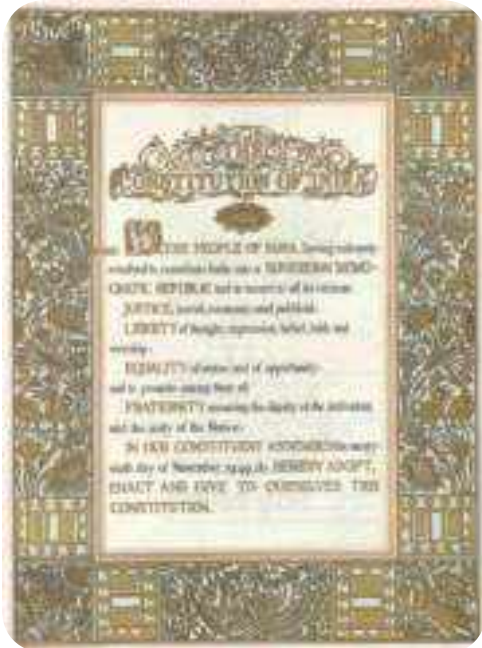 CONSTITUTION OF INDIA
WE, THE PEOPLE OF INDIA, having solemnly
resolved to constitute India into a SOVEREIGN DEMO-
CRATIC REPUBLIC and to secure to all its citizens:
JUSTICE, social, economic and political;
LIBERTY of thought, expression, belief, faith and
worship;
EQUALITY of status and of opportunity;
and to promote among them all
FRATERNITY assuring the dignity of the individual
and the unity of the Nation;
IN OUR CONSTITUENT ASSEMBLY this twenty-
sixth day of November, 1949, do HEREBY ADOPT,
ENACT AND GIVE TO OURSELVES THIS
CONSTITUTION.